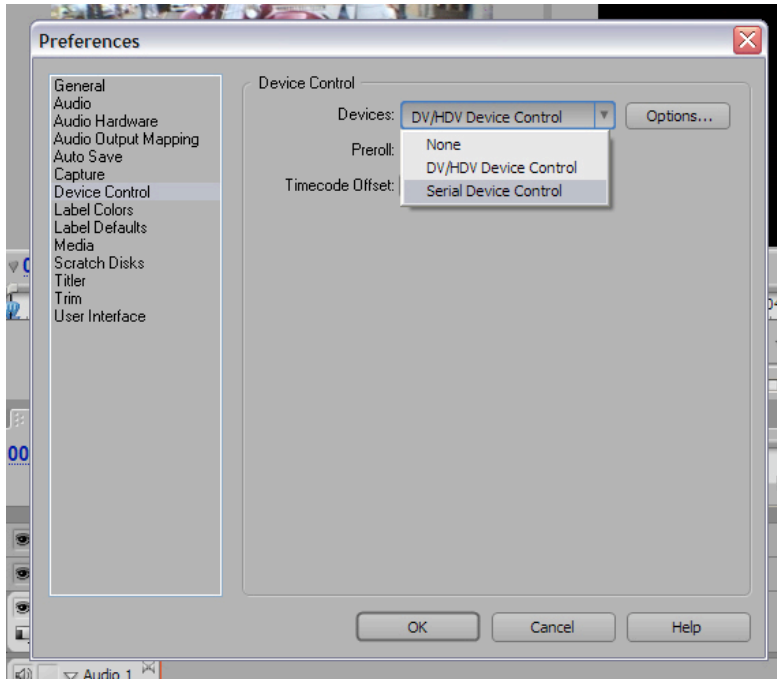 Preferences
General
Audio
Audio Hardware
Audio Output Mapping
Auto Save
Capture
Device Control
Label Colors
Label Defaults
Media
Scratch Disks
Titler
Trim
User Interface
Device Control
Devices: DV/HDV Device Control Options...
None
Preroll:
DV/HDV Device Control
Timecode Offset:
Serial Device Control
OK Cancel Help
00
Audio 1